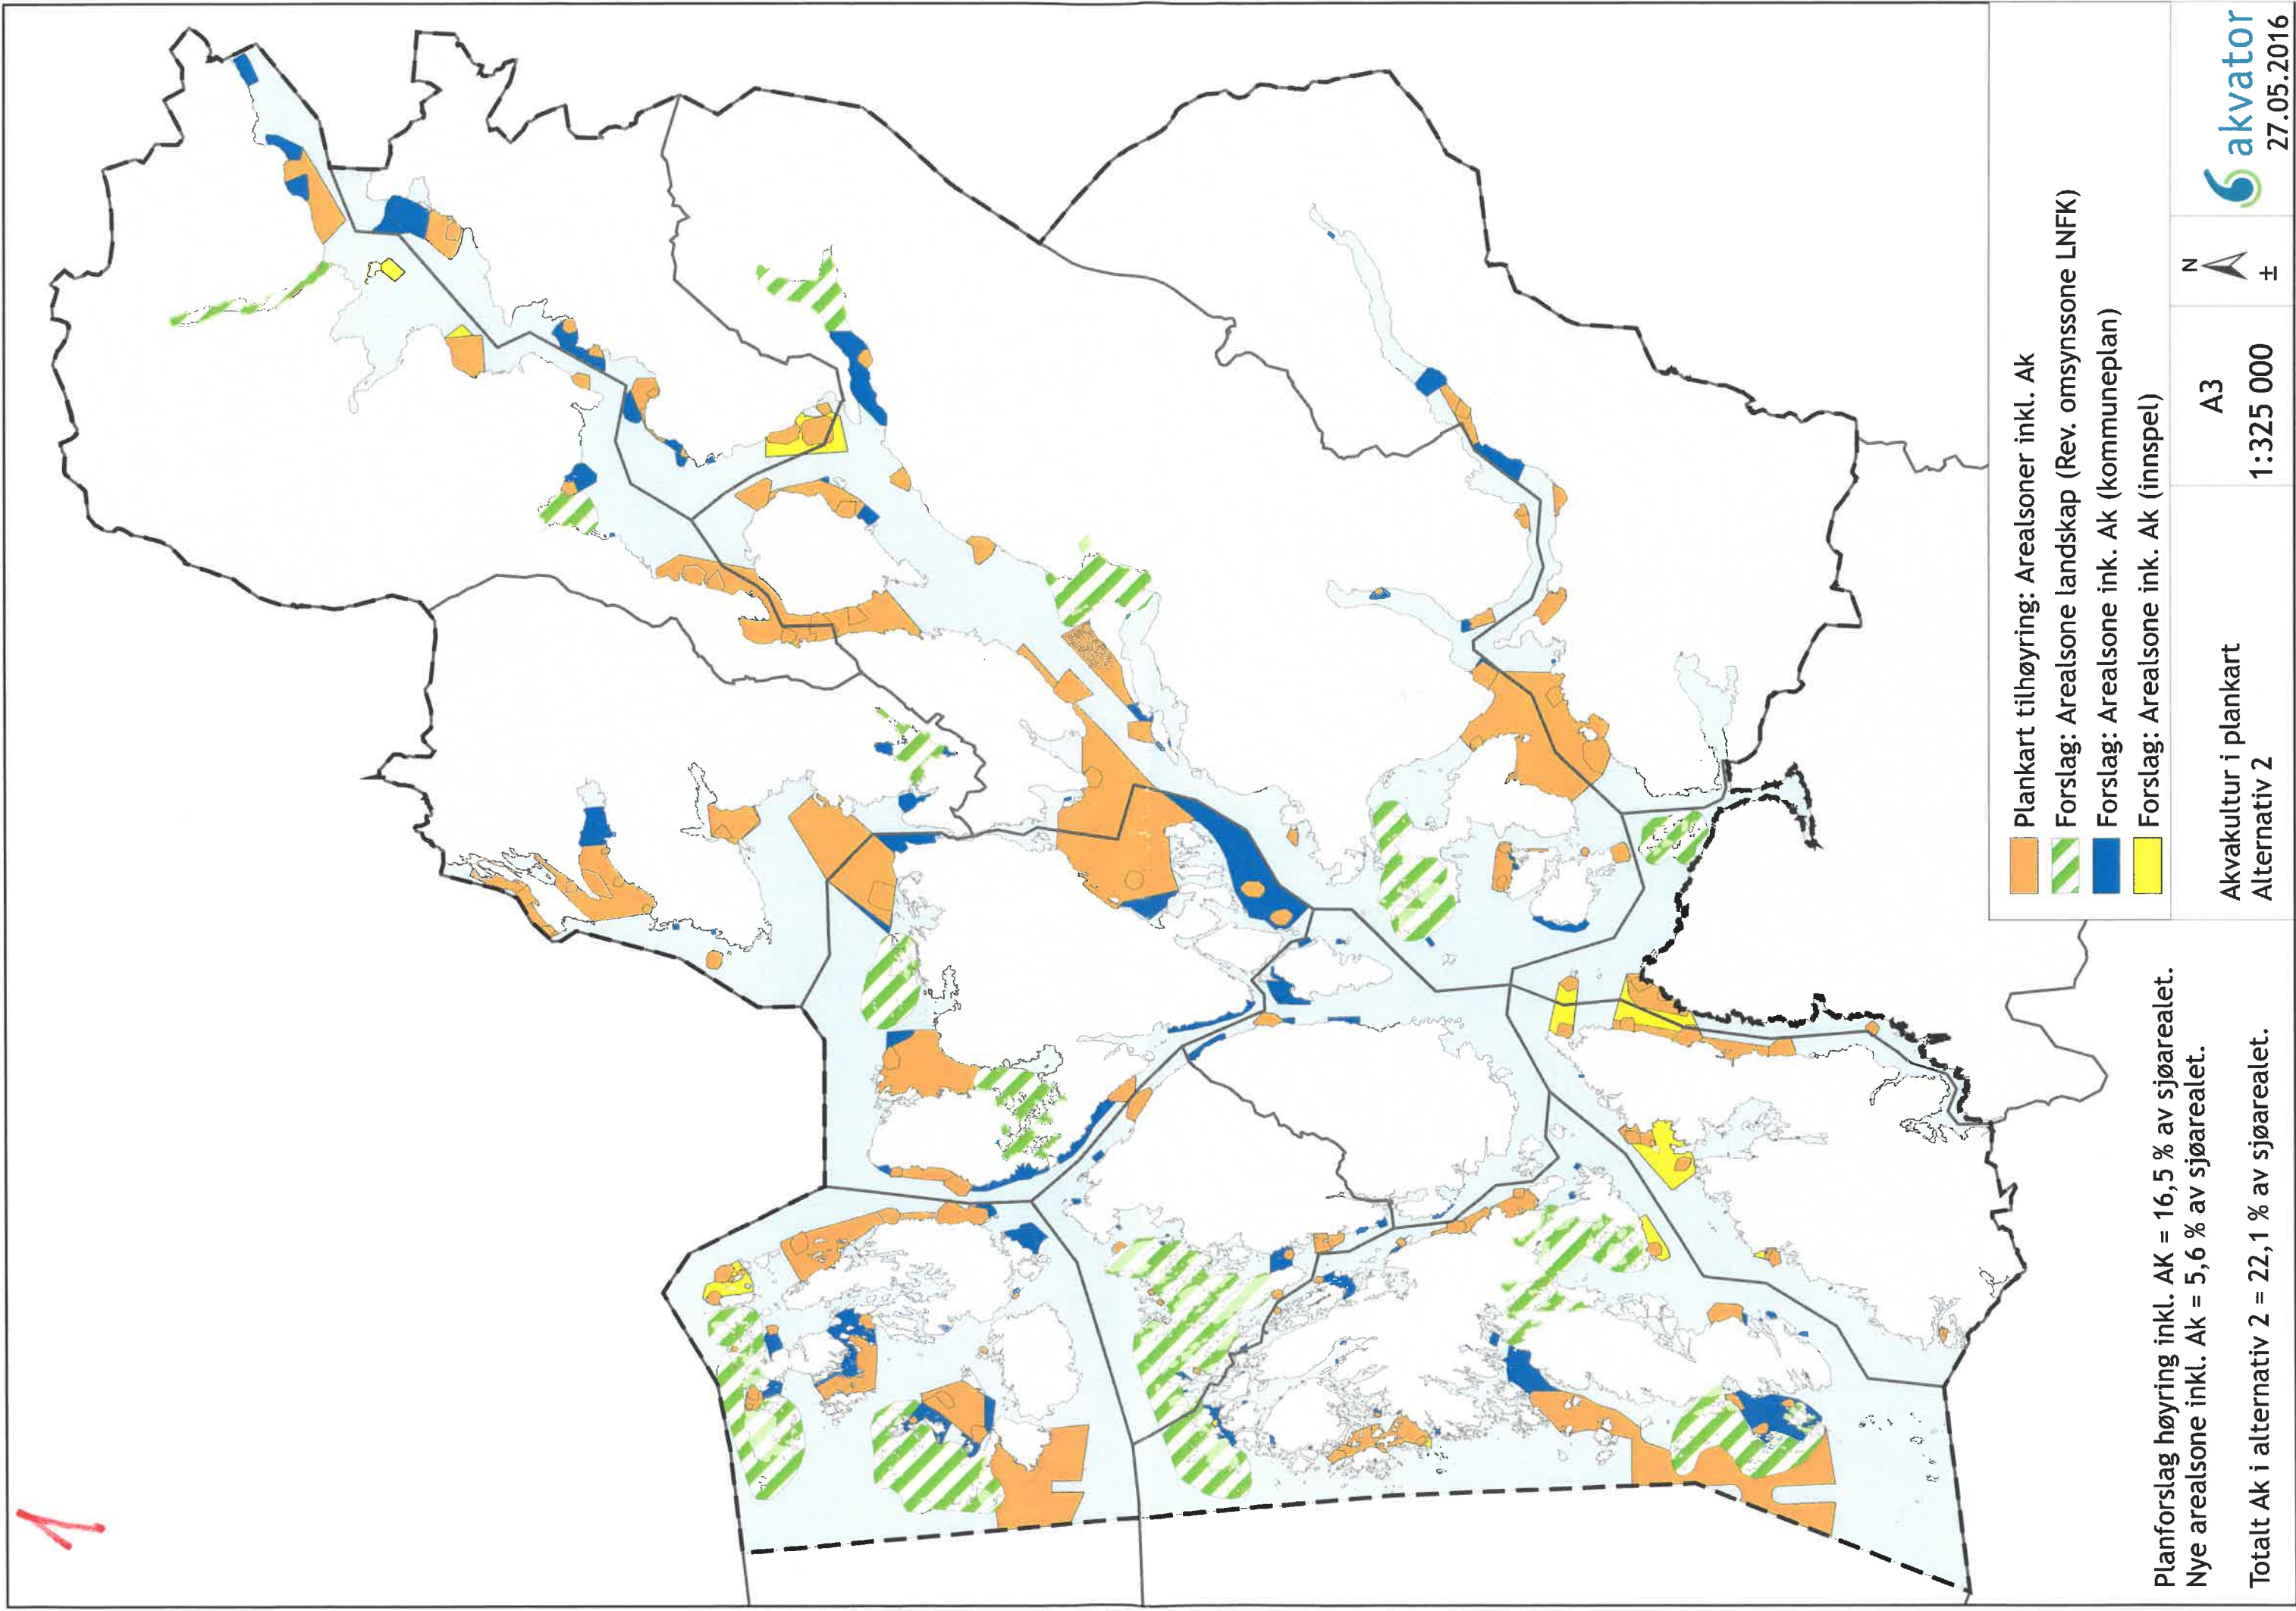 1
Plankart tilhøyring: Arealsoner inkl. Ak
Forslag: Arealsone landskap (Rev. omsynssone LNFK)
Forslag: Arealsone ink. Ak (kommuneplan)
Forslag: Arealsone ink. Ak (innspel)
Akvakultur i plankart
Alternativ 2
A3
1:325 000
N
±
akvator
27.05.2016
Planforslag høyring inkl. AK = 16,5 % av sjøarealet.
Nye arealsone inkl. Ak = 5,6 % av sjøarealet.
Totalt Ak i alternativ 2 = 22,1 % av sjøarealet.